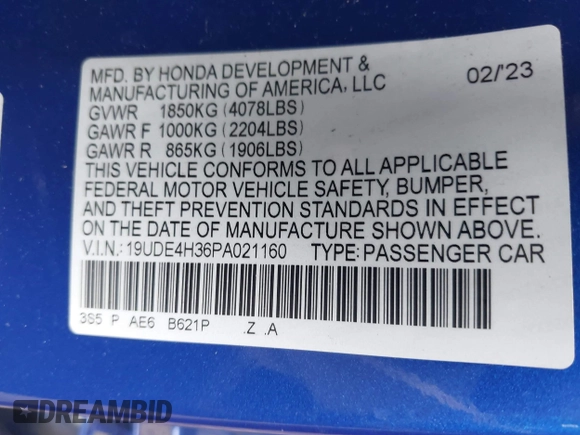 MFD. BY HONDA DEVELOPMENT &
MANUFACTURING OF AMERICA, LLC 02/'23
GVWR 1850KG (4078LBS)
GAWR F 1000KG (2204LBS)
GAWR R 865KG (1906LBS)
THIS VEHICLE CONFORMS TO ALL APPLICABLE
FEDERAL MOTOR VEHICLE SAFETY, BUMPER,
AND THEFT PREVENTION STANDARDS IN EFFECT
ON THE DATE OF MANUFACTURE SHOWN ABOVE.
V.I.N.: 19UDE4H36PA021160 TYPE: PASSENGER CAR
3S5 P AE6 B621P .Z .A
DREAMBID